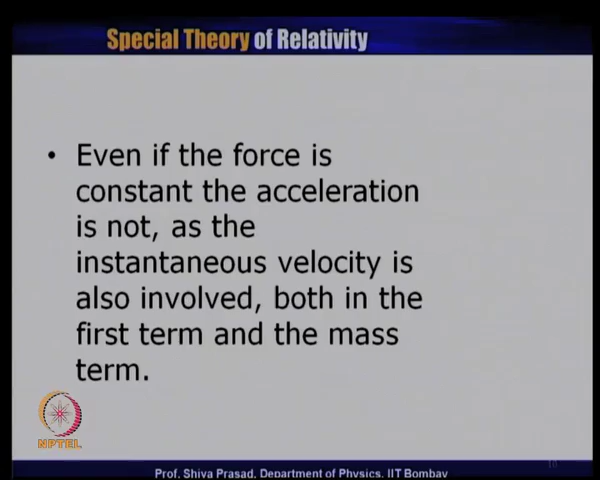 Special Theory of Relativity
• Even if the force is
constant the acceleration
is not, as the
instantaneous velocity is
also involved, both in the
first term and the mass
term.
NPTEL
Prof. Shiva Prasad, Department of Physics, IIT Bombay